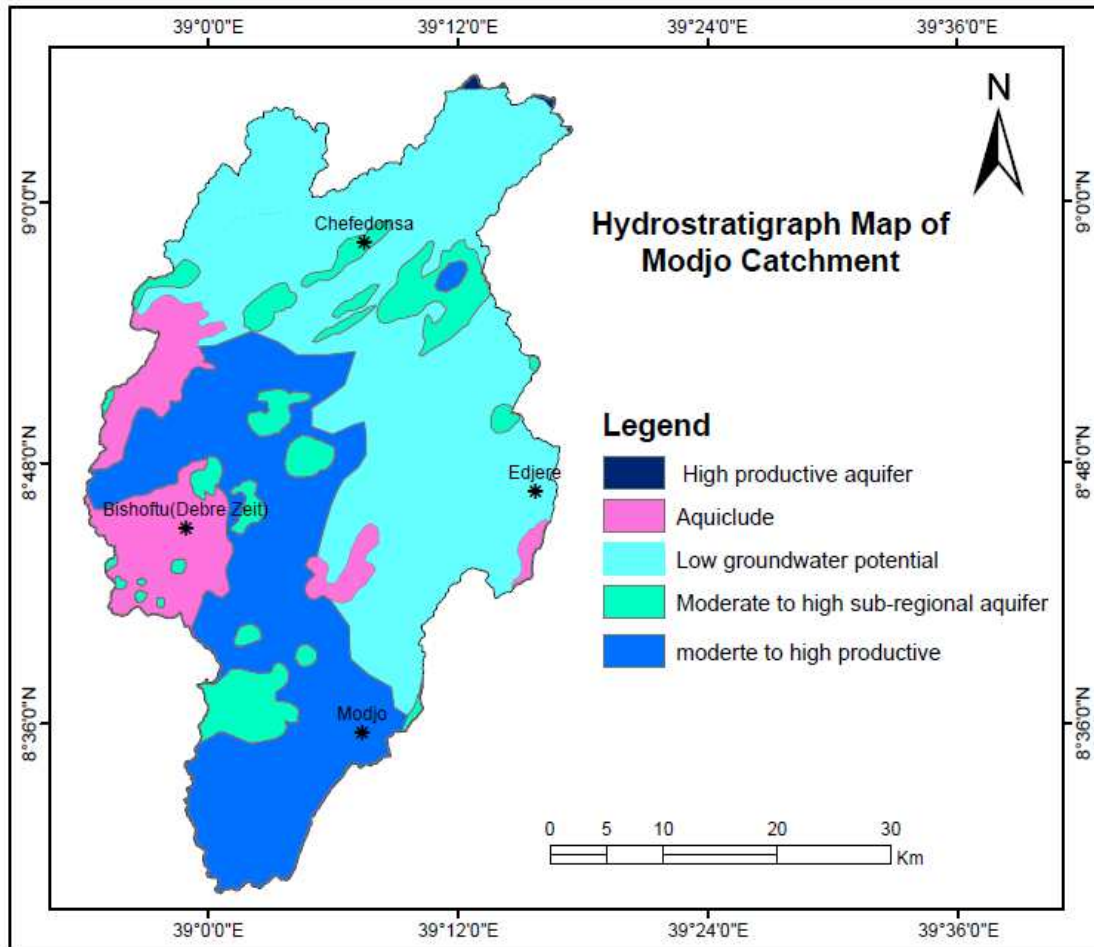 39°0'0"E 39°12'0"E 39°24'0"E 39°36'0"E
N
9°0'0"N
9°0'0"N
Chefedonsa
Hydrostratigraph Map of
Modjo Catchment
Legend
High productive aquifer
8°48'0"N
8°48'0"N
Edjere
Bishoftu(Debre Zeit)
Aquiclude
Low groundwater potential
Moderate to high sub-regional aquifer
moderte to high productive
8°36'0"N
8°36'0"N
Modjo
0 5 10 20 30
Km
39°0'0"E 39°12'0"E 39°24'0"E 39°36'0"E